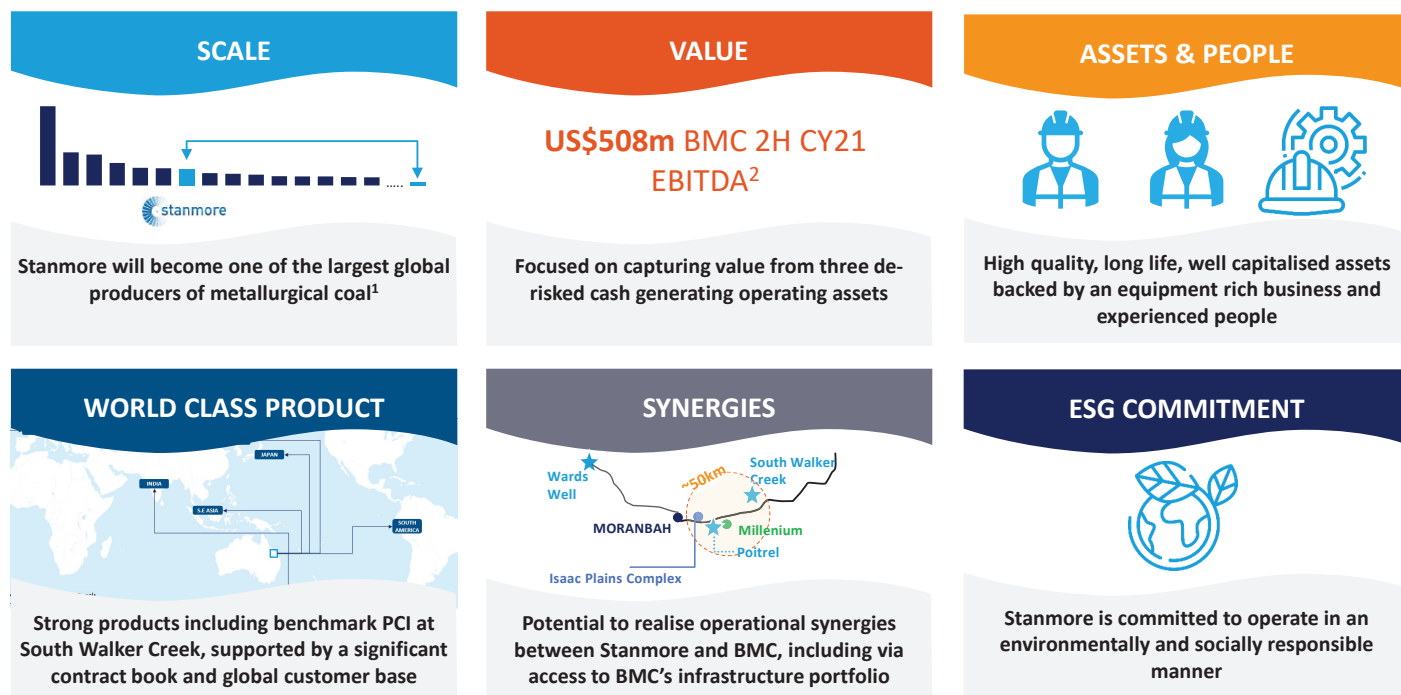 SCALE
.....
stanmore
Stanmore will become one of the largest global
producers of metallurgical coal¹
VALUE
US$508m BMC 2H CY21
EBITDA²
Focused on capturing value from three de-
risked cash generating operating assets
ASSETS & PEOPLE
High quality, long life, well capitalised assets
backed by an equipment rich business and
experienced people
WORLD CLASS PRODUCT
JAPAN
INDIA
S.E ASIA
SOUTH
AMERICA
Strong products including benchmark PCI at
South Walker Creek, supported by a significant
contract book and global customer base
SYNERGIES
Wards
Well
~50km
South Walker
Creek
MORANBAH
Millenium
Poitrel
Isaac Plains Complex
Potential to realise operational synergies
between Stanmore and BMC, including via
access to BMC's infrastructure portfolio
ESG COMMITMENT
Stanmore is committed to operate in an
environmentally and socially responsible
manner